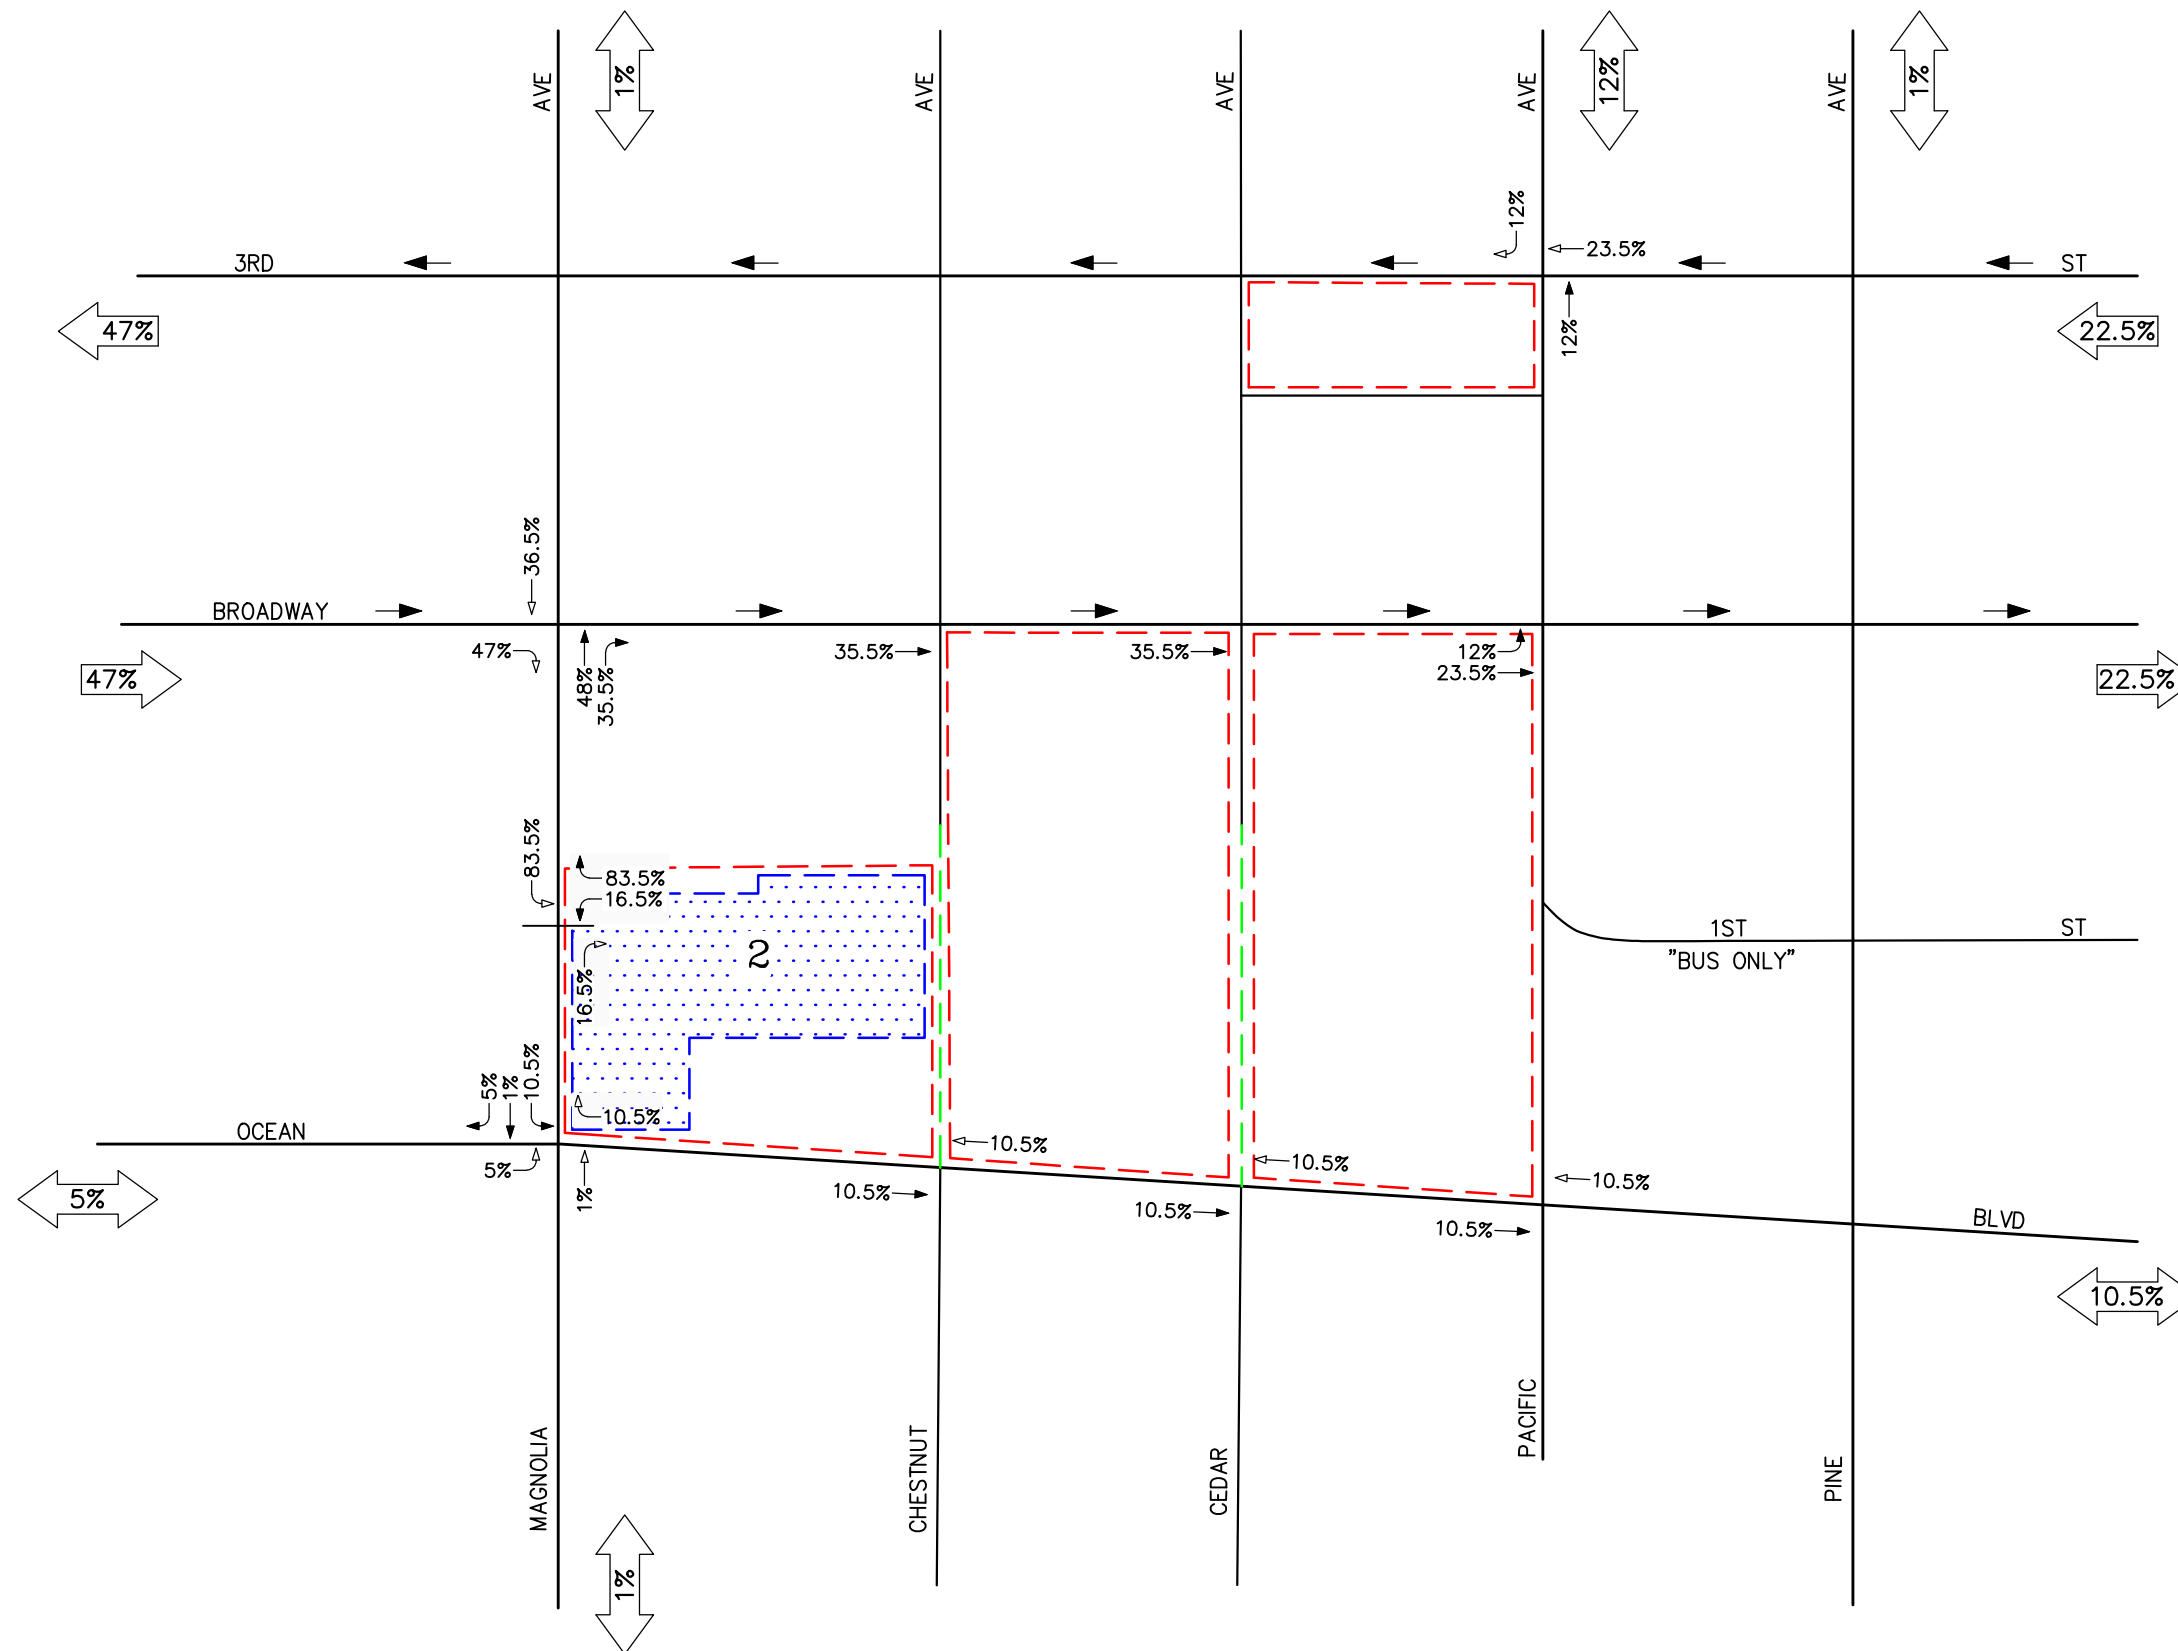 AVE
1%
AVE
AVE
AVE
12%
AVE
1%
12%
23.5%
3RD
ST
47%
12%
22.5%
36.5%
BROADWAY
47%
48%
35.5%
35.5%
35.5%
12%
23.5%
47%
22.5%
83.5%
83.5%
16.5%
16.5%
S
1ST
ST
"BUS ONLY"
5%
1%
10.5%
10.5%
OCEAN
5%
1%
10.5%
10.5%
10.5%
10.5%
10.5%
10.5%
5%
BLVD
10.5%
MAGNOLIA
CHESTNUT
CEDAR
PACIFIC
PINE
1%